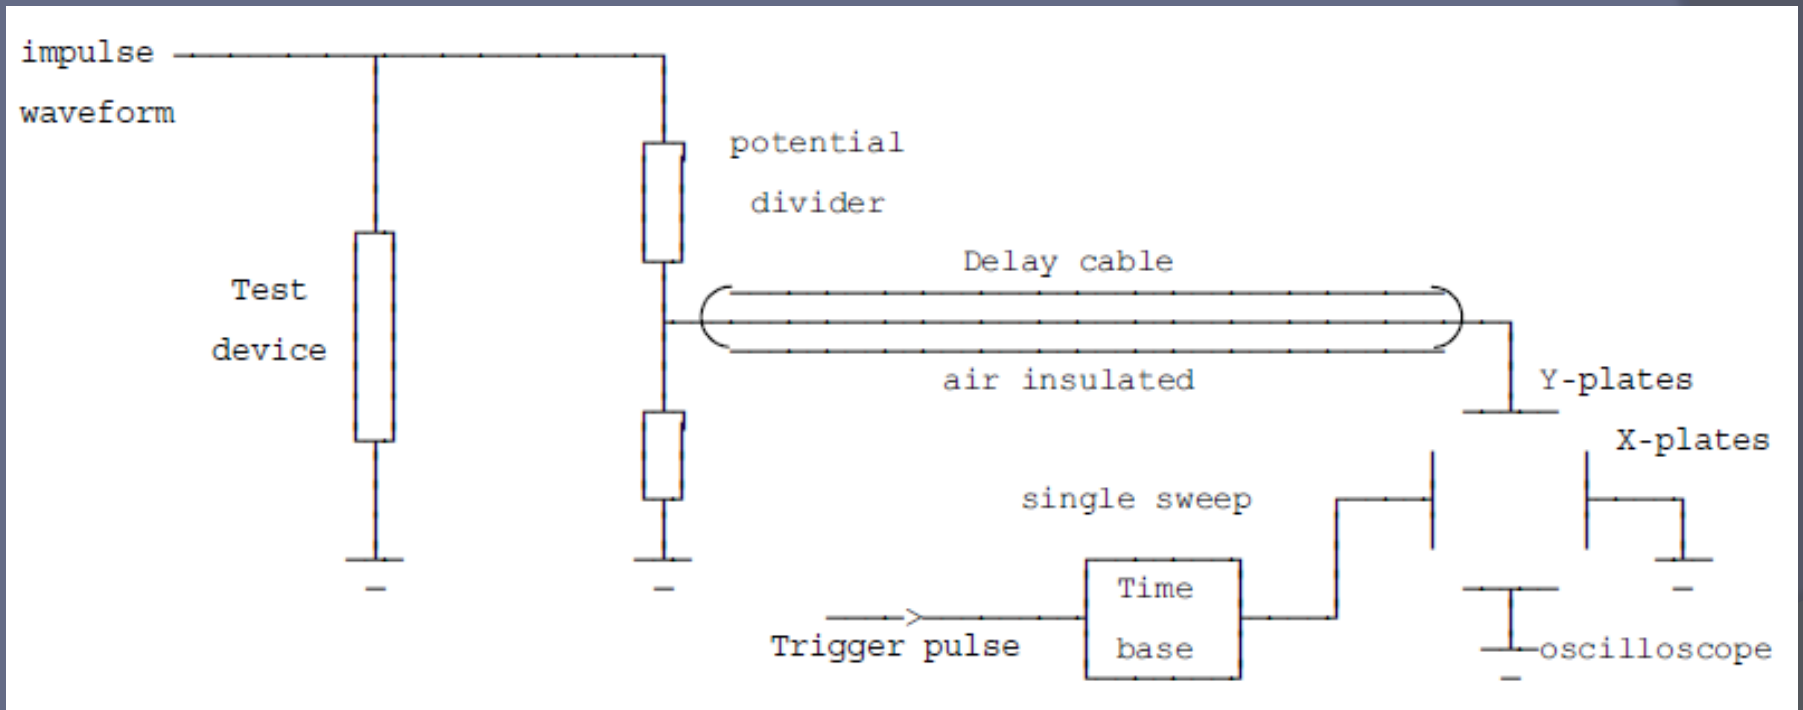 impulse
waveform
potential
divider
Delay cable
Test
device
air insulated
Y-plates
X-plates
single sweep
Time
base
Trigger pulse
oscilloscope